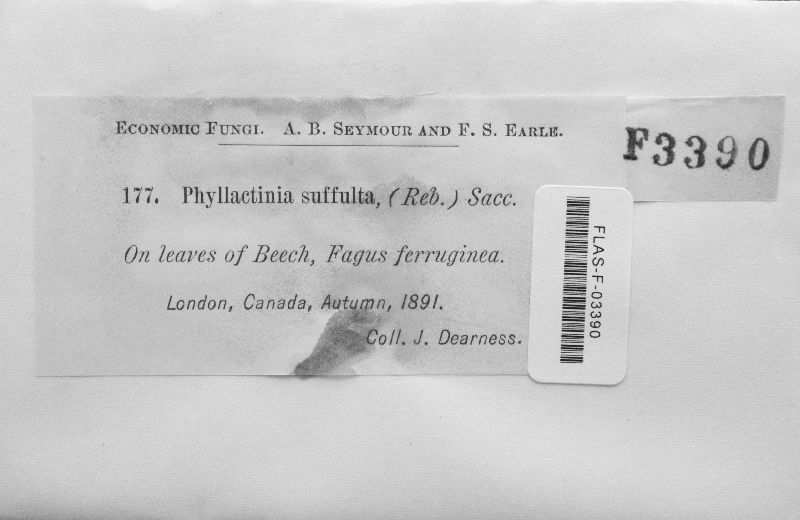 ECONOMIC FUNGI. A. B. SEYMOUR AND F. S. EARLE.
F3390
177. Phyllactinia suffulta, (Reb.) Sacc.
On leaves of Beech, Fagus ferruginea.
London, Canada, Autumn, 1891.
Coll. J. Dearness.
FLAS-F-03390